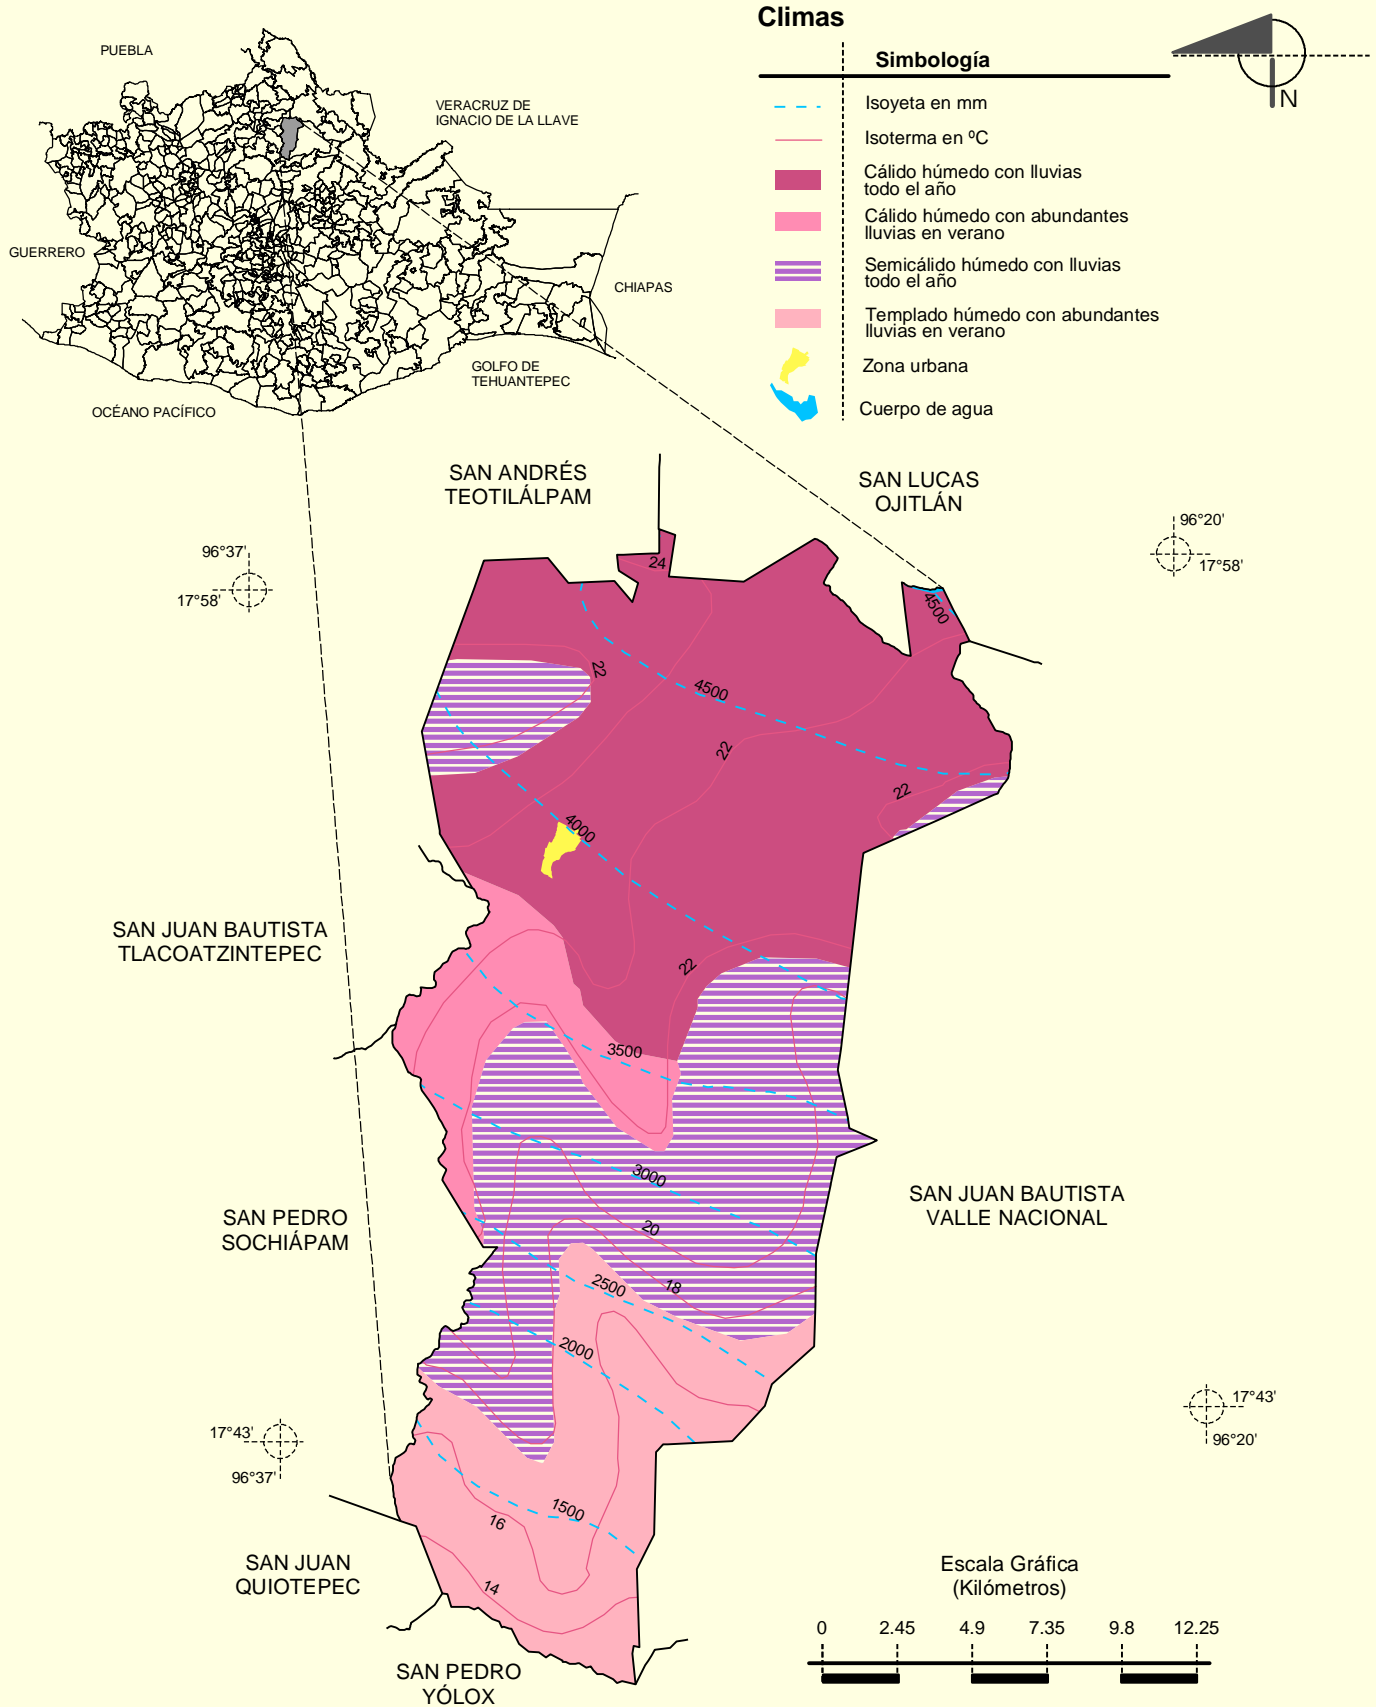 Climas
Simbología
N
Isoyeta en mm
Isoterma en ºC
Cálido húmedo con lluvias
todo el año
Cálido húmedo con abundantes
lluvias en verano
Semicálido húmedo con lluvias
todo el año
Templado húmedo con abundantes
lluvias en verano
Zona urbana
Cuerpo de agua
PUEBLA
VERACRUZ DE
IGNACIO DE LA LLAVE
GUERRERO
CHIAPAS
GOLFO DE
TEHUANTEPEC
OCÉANO PACÍFICO
SAN ANDRÉS
TEOTILÁLPAM
SAN LUCAS
OJITLÁN
96°37'
17°58'
96°20'
17°58'
24
4500
22
4500
22
22
4000
SAN JUAN BAUTISTA
TLACOATZINTEPEC
22
3500
3000
SAN JUAN BAUTISTA
VALLE NACIONAL
SAN PEDRO
SOCHIÁPAM
20
2500
18
2000
17°43'
96°37'
17°43'
96°20'
1500
16
14
SAN JUAN
QUIOTEPEC
SAN PEDRO
YÓLOX
Escala Gráfica
(Kilómetros)
0 2.45 4.9 7.35 9.8 12.25